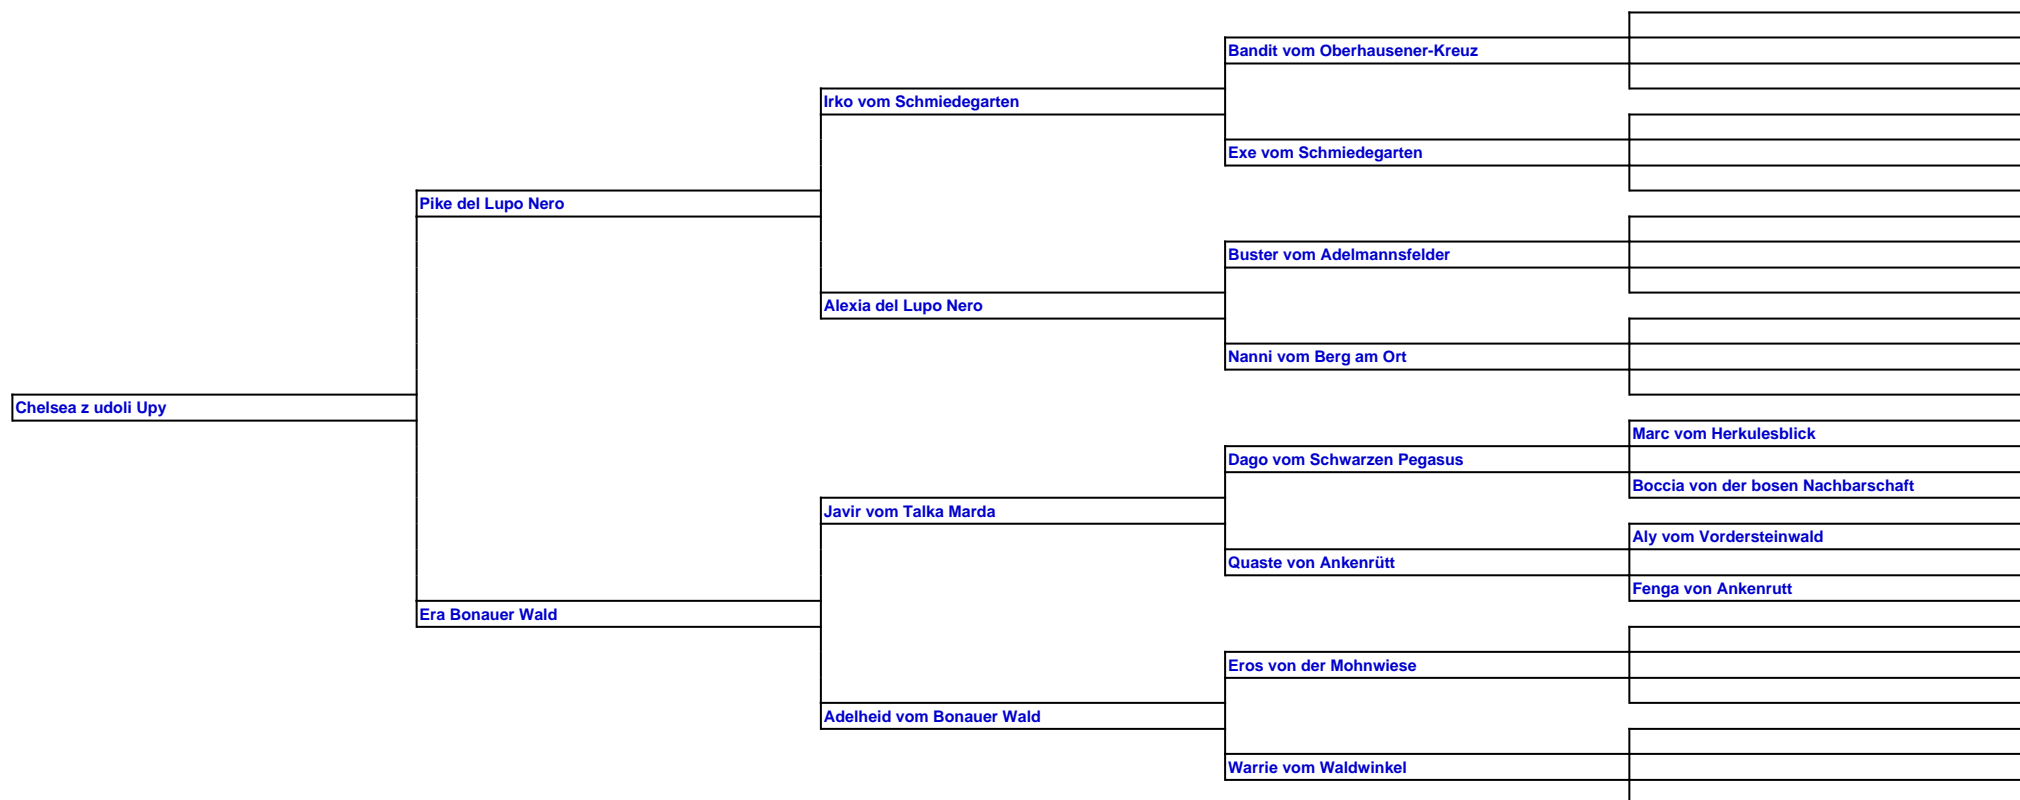 Bandit vom Oberhausener-Kreuz
Irko vom Schmiedegarten
Exe vom Schmiedegarten
Pike del Lupo Nero
Buster vom Adelmannsfelder
Alexia del Lupo Nero
Nanni vom Berg am Ort
Chelsea z udoli Upy
Marc vom Herkulesblick
Dago vom Schwarzen Pegasus
Boccia von der bosen Nachbarschaft
Javir vom Talka Marda
Aly vom Vordersteinwald
Quaste von Ankenrütt
Fenga von Ankenrutt
Era Bonauer Wald
Eros von der Mohnwiese
Adelheid vom Bonauer Wald
Warrie vom Waldwinkel